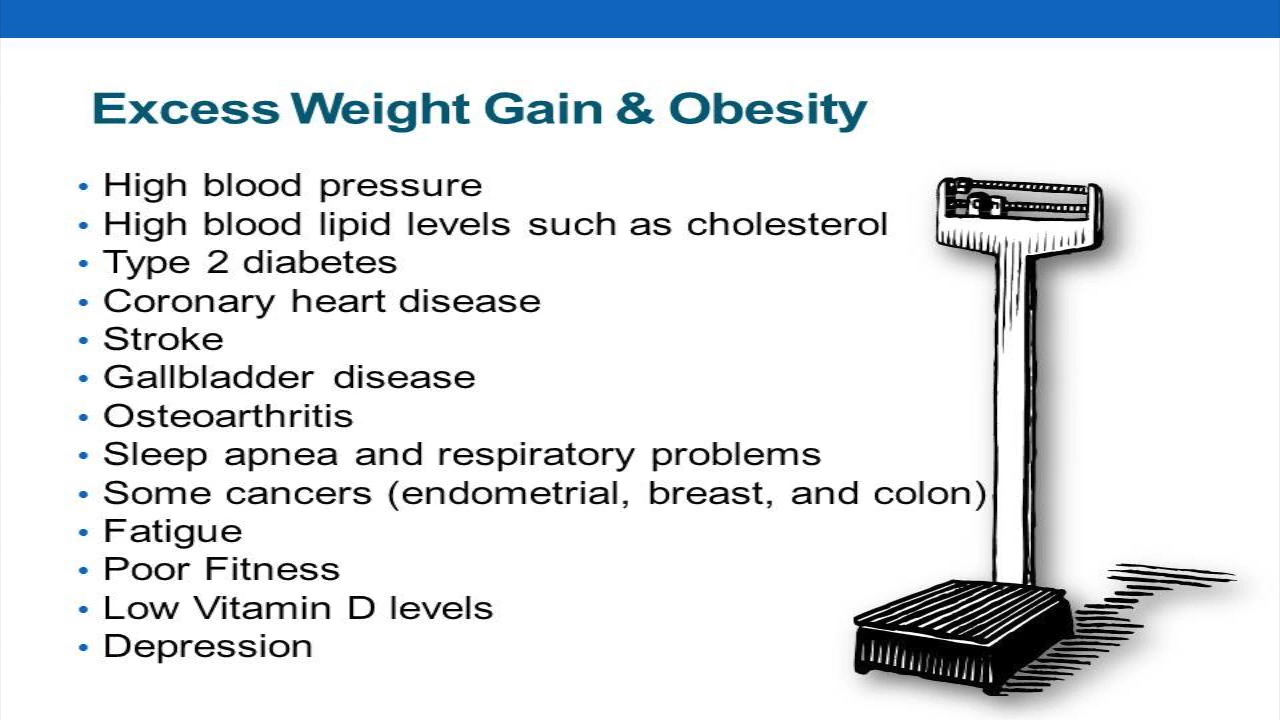 Excess Weight Gain & Obesity
• High blood pressure
• High blood lipid levels such as cholesterol
• Type 2 diabetes
• Coronary heart disease
• Stroke
• Gallbladder disease
• Osteoarthritis
• Sleep apnea and respiratory problems
• Some cancers (endometrial, breast, and colon)
• Fatigue
• Poor Fitness
• Low Vitamin D levels
• Depression